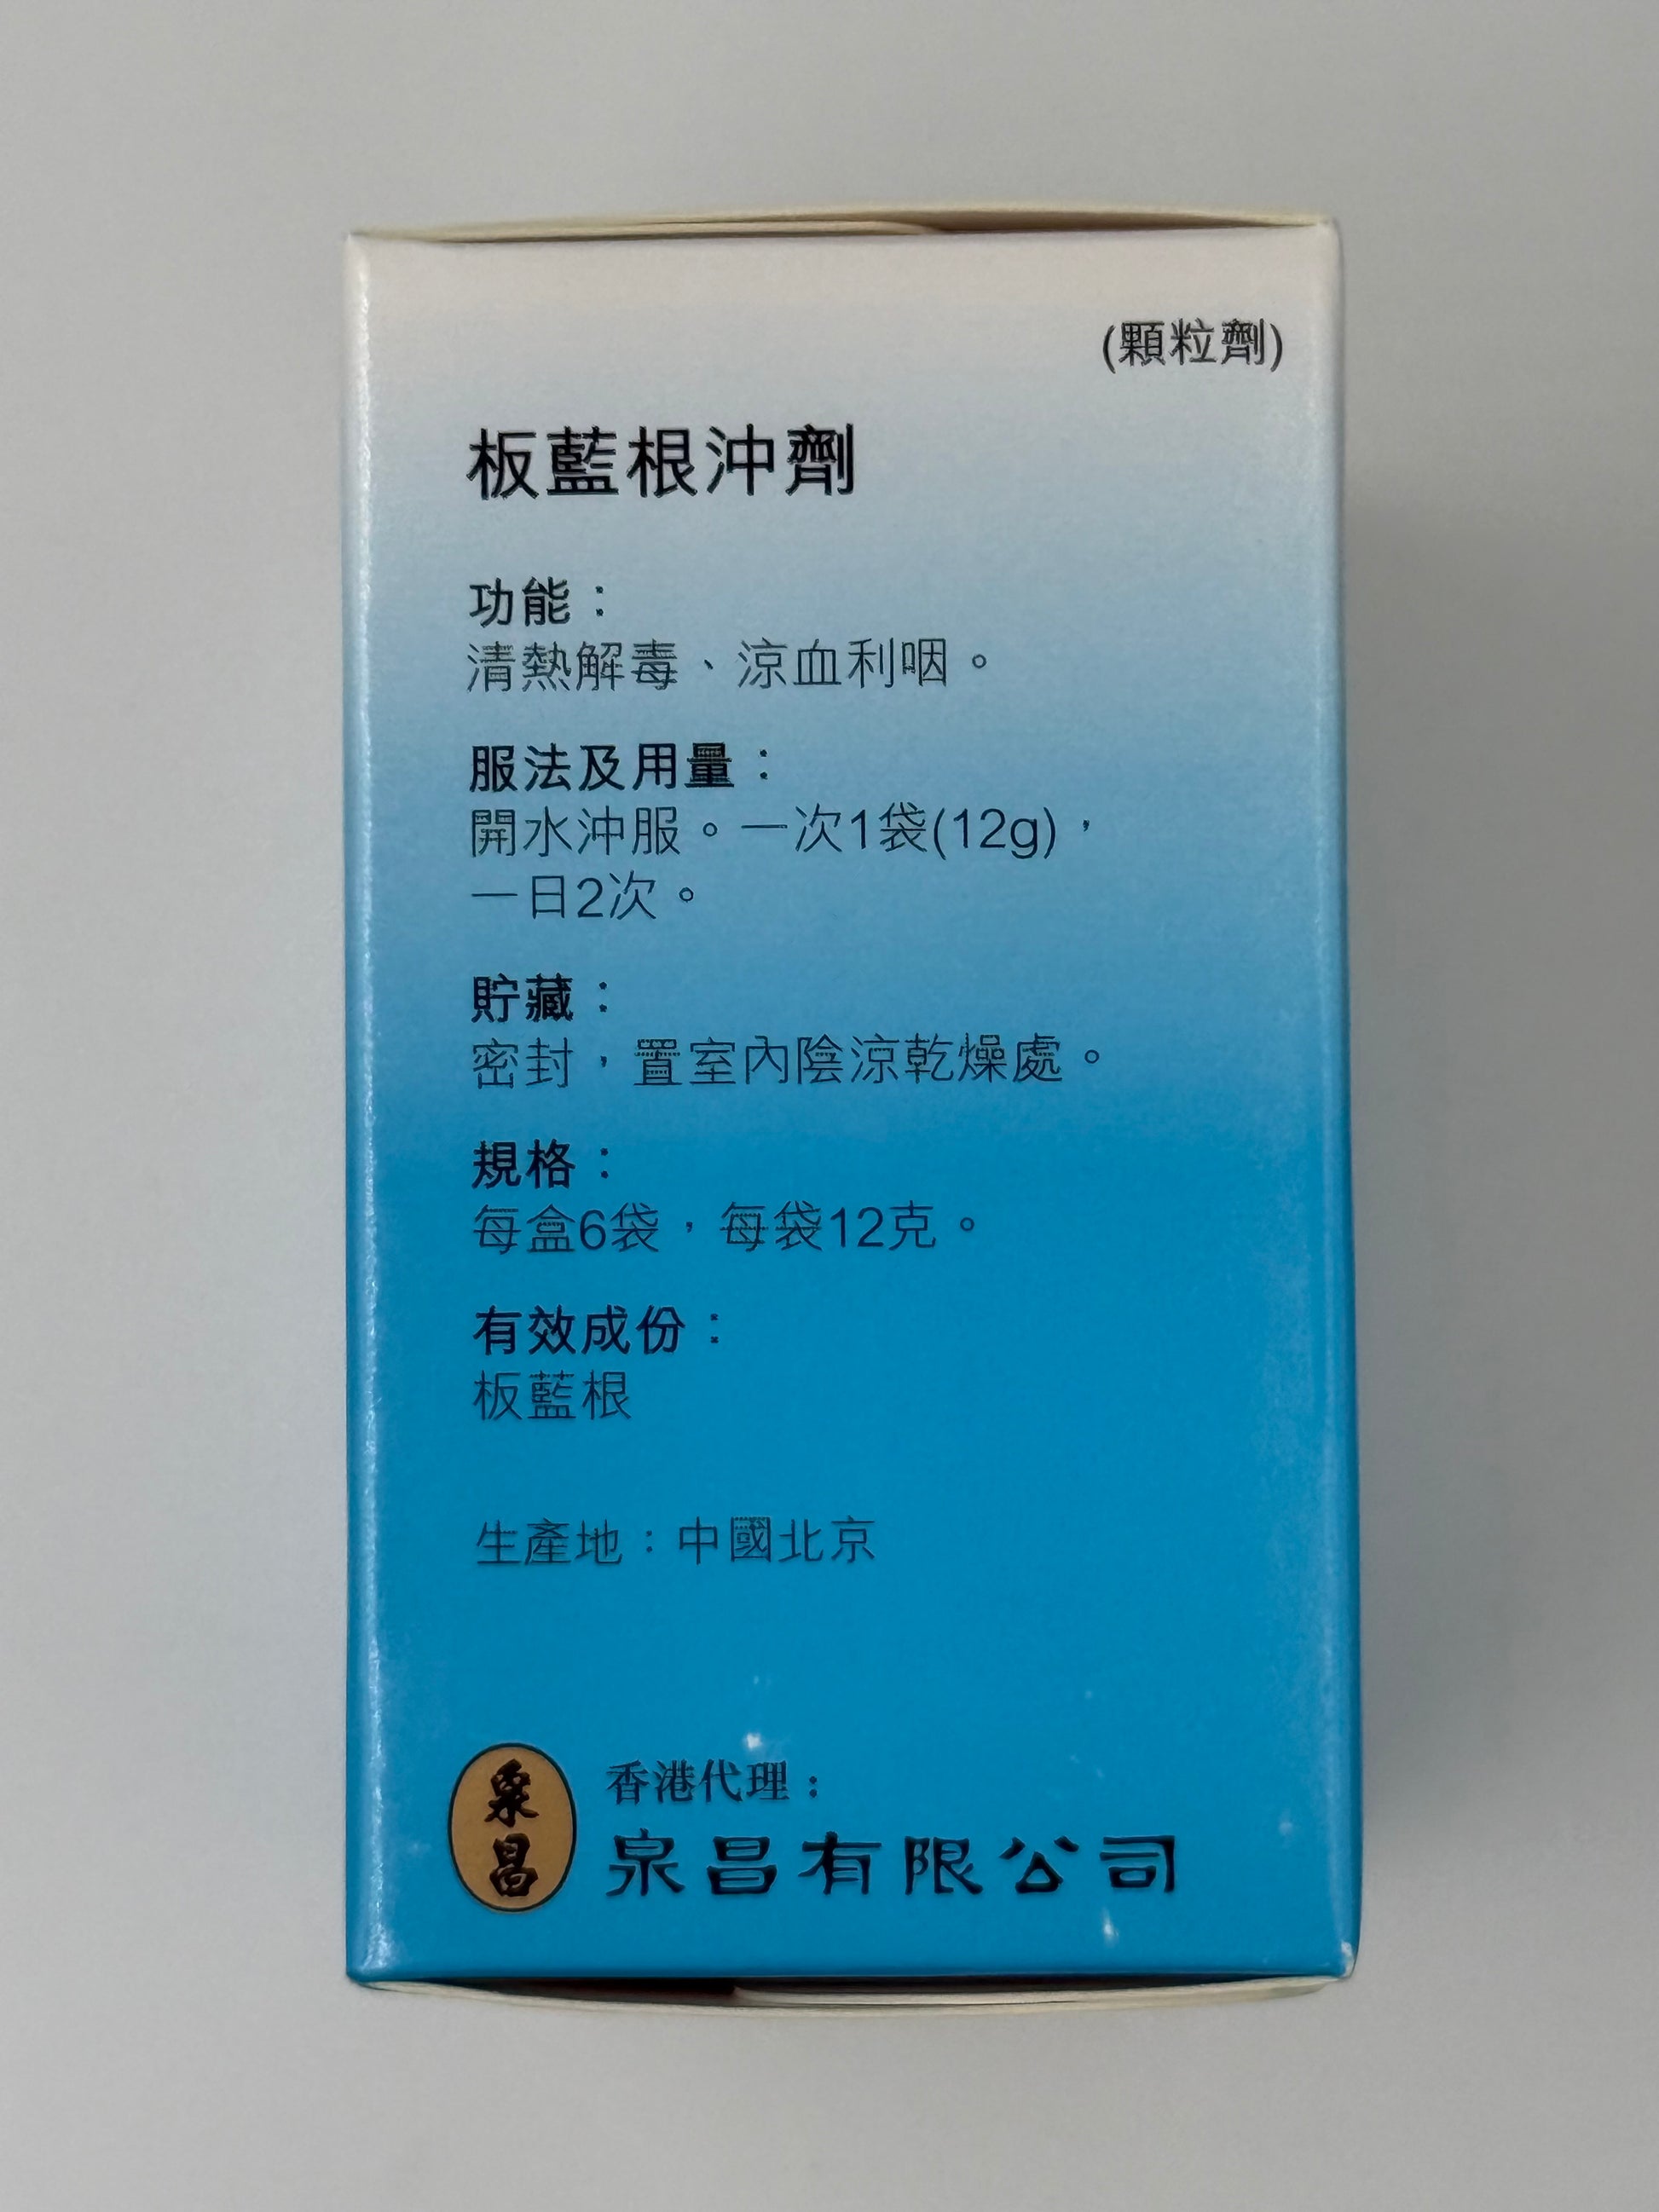 (顆粒劑)
板藍根沖劑
功能：
清熱解毒、涼血利咽。
服法及用量：
開水沖服。一次1袋(12g)，
一日2次。
貯藏：
密封，置室內陰涼乾燥處。
規格：
每盒6袋，每袋12克。
有效成份：
板藍根
生產地：中國北京
泉昌
香港代理：
泉昌有限公司